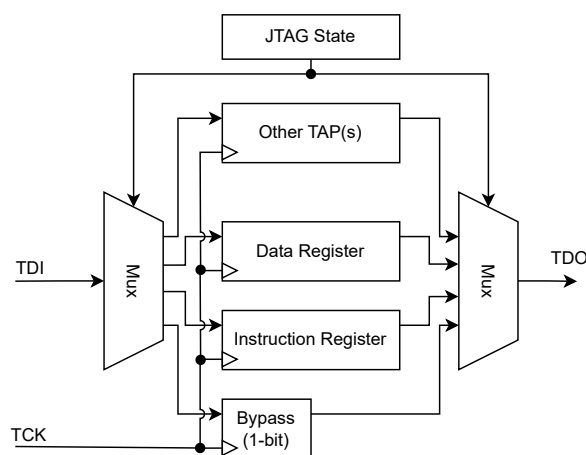 JTAG State
Other TAP(s)
Data Register
TDI
Mux
Mux
TDO
Instruction Register
Bypass
(1-bit)
TCK